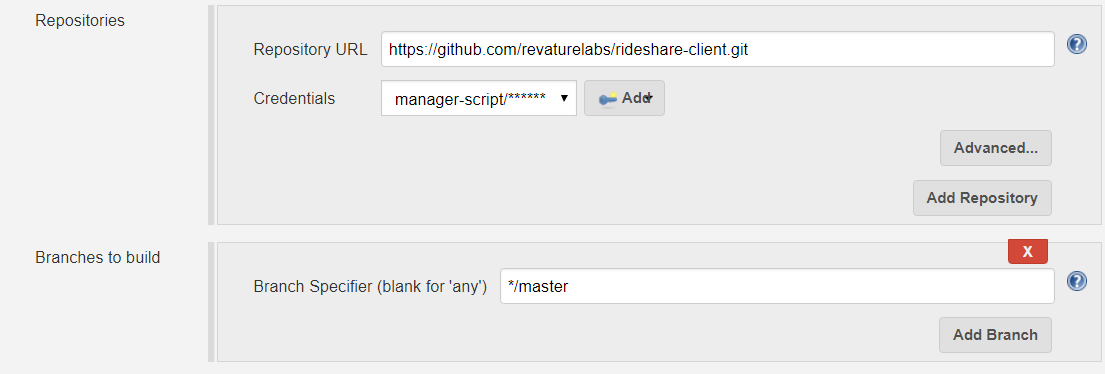 Repositories
Repository URL https://github.com/revaturelabs/rideshare-client.git
Credentials manager-script/****** Add
Advanced...
Add Repository
Branches to build
X
Branch Specifier (blank for 'any') */master
Add Branch